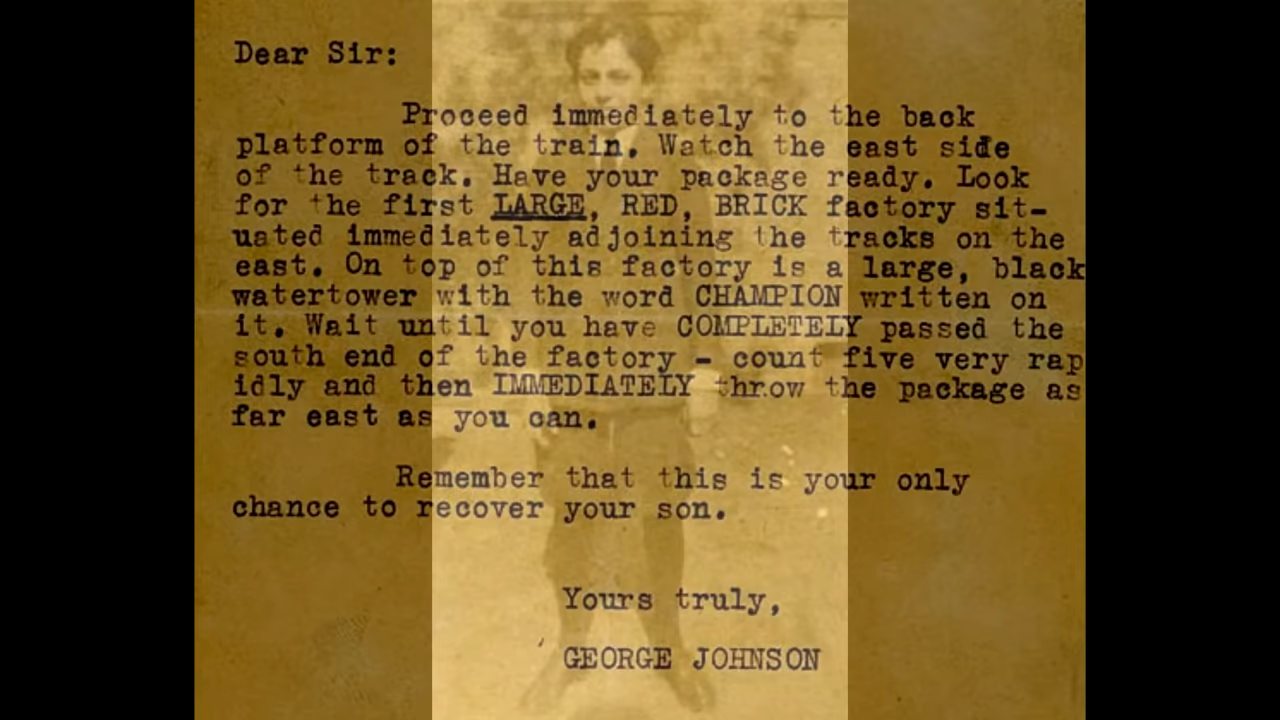 Dear Sir:
Proceed immediately to the back
platform of the train. Watch the east side
of the track. Have your package ready. Look
for the first LARGE, RED, BRICK factory sit-
uated immediately adjoining the tracks on the
east. On top of this factory is a large, black
watertower with the word CHAMPION written on
it. Wait until you have COMPLETELY passed the
south end of the factory - count five very rap
idly and then IMMEDIATELY throw the package as
far east as you can.
Remember that this is your only
chance to recover your son.
Yours truly,
GEORGE JOHNSON